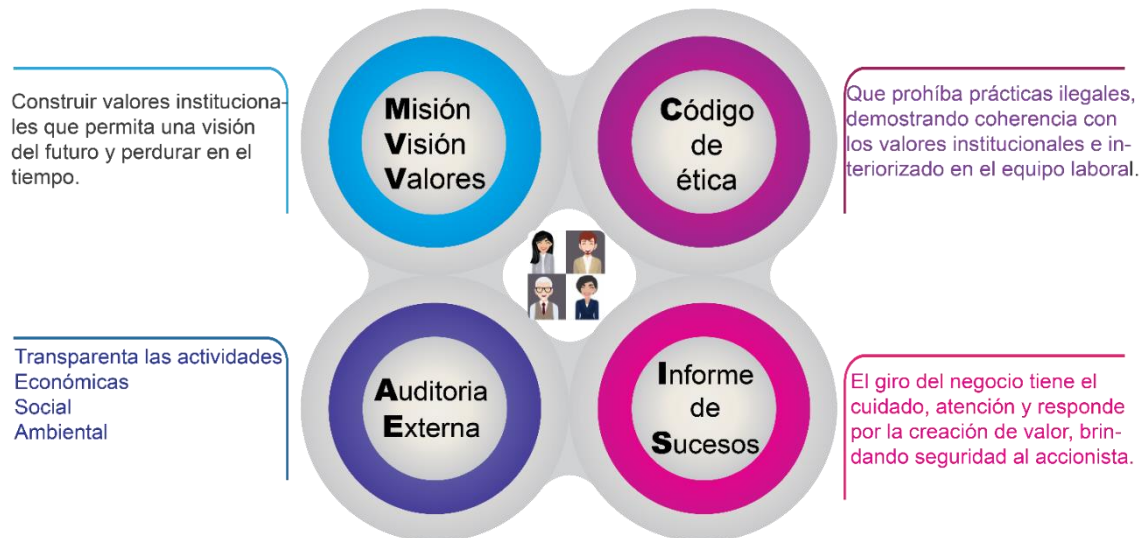 Construir valores instituciona-
les que permita una visión
del futuro y perdurar en el
tiempo.
Misión
Visión
Valores
Código
de
ética
Que prohíba prácticas ilegales,
demostrando coherencia con
los valores institucionales e in-
teriorizado en el equipo laboral.
Transparenta las actividades
Económicas
Social
Ambiental
Auditoria
Externa
Informe
de
Sucesos
El giro del negocio tiene el
cuidado, atención y responde
por la creación de valor, brin-
dando seguridad al accionista.